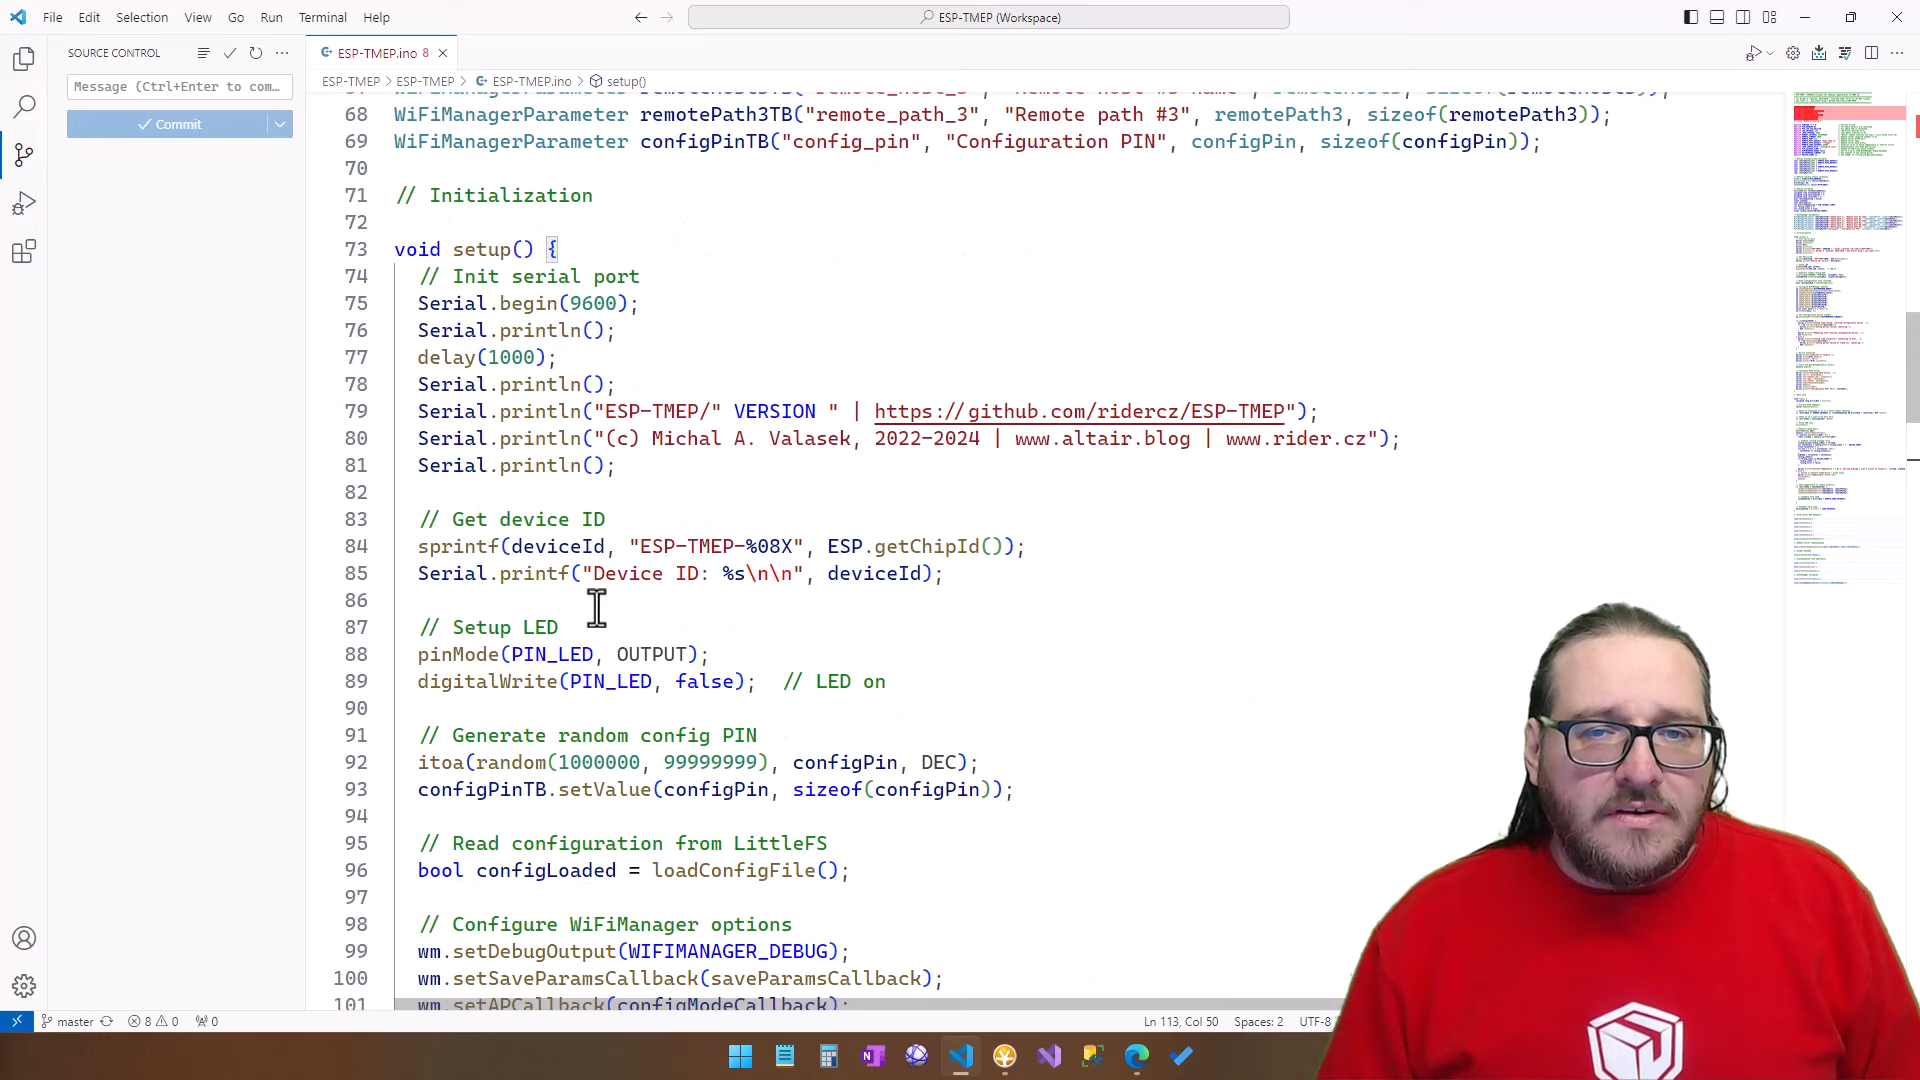 File Edit Selection View Go Run Terminal Help
ESP-TMEP (Workspace)
SOURCE CONTROL
ESP-TMEP.ino 8
Message (Ctrl+Enter to com...
ESP-TMEP > ESP-TMEP > ESP-TMEP.ino > setup()
Commit
68 WiFiManagerParameter remotePath3TB("remote_path_3", "Remote path #3", remotePath3, sizeof(remotePath3));
69 WiFiManagerParameter configPinTB("config_pin", "Configuration PIN", configPin, sizeof(configPin));
70
71 // Initialization
72
73 void setup() {
74 // Init serial port
75 Serial.begin(9600);
76 Serial.println();
77 delay(1000);
78 Serial.println();
79 Serial.println("ESP-TMEP/" VERSION " | https://github.com/ridercz/ESP-TMEP");
80 Serial.println("(c) Michal A. Valasek, 2022-2024 | www.altair.blog | www.rider.cz");
81 Serial.println();
82
83 // Get device ID
84 sprintf(deviceId, "ESP-TMEP-%08X", ESP.getChipId());
85 Serial.printf("Device ID: %s\n\n", deviceId);
86
87 // Setup LED
88 pinMode(PIN_LED, OUTPUT);
89 digitalWrite(PIN_LED, false); // LED on
90
91 // Generate random config PIN
92 itoa(random(1000000, 99999999), configPin, DEC);
93 configPinTB.setValue(configPin, sizeof(configPin));
94
95 // Read configuration from LittleFS
96 bool configLoaded = loadConfigFile();
97
98 // Configure WiFiManager options
99 wm.setDebugOutput(WIFIMANAGER_DEBUG);
100 wm.setSaveParamsCallback(saveParamsCallback);
101 wm.setAPCallback(configModeCallback);
master 8 0 0 Ln 113, Col 50 Spaces: 2 UTF-8